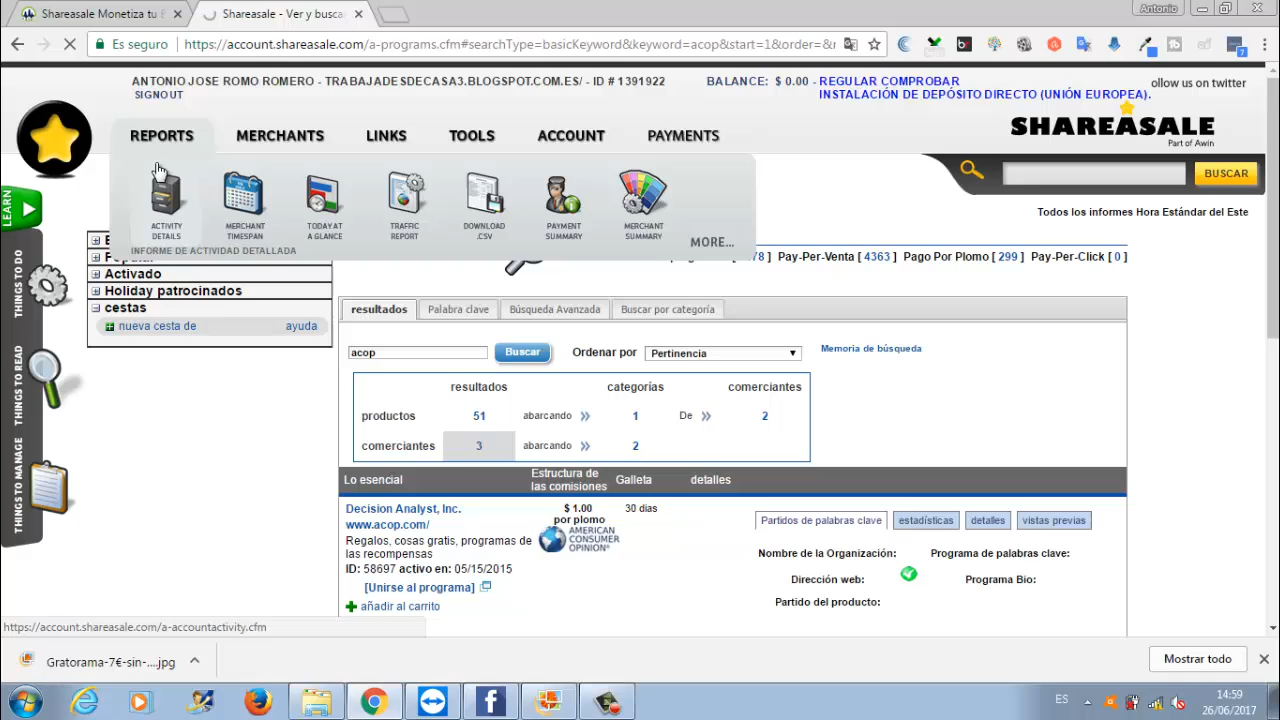 Shareasale Monetiza tu
Shareasale - Ver y busca
Antonio
Es seguro
https://account.shareasale.com/a-programs.cfm#searchType=basicKeyword&keyword=acop&start=1&order=&
ANTONIO JOSE ROMO ROMERO - TRABAJADESDECASA3.BLOGSPOT.COM.ES/ - ID # 1391922
BALANCE: $ 0.00 - REGULAR COMPROBAR
ollow us on twitter
SIGNOUT
INSTALACIÓN DE DEPÓSITO DIRECTO (UNIÓN EUROPEA).
REPORTS
MERCHANTS
LINKS
TOOLS
ACCOUNT
PAYMENTS
SHAREASALE
Part of Awin
BUSCAR
ACTIVITY DETAILS
MERCHANT TIMESPAN
TODAY AT A GLANCE
TRAFFIC REPORT
DOWNLOAD .CSV
PAYMENT SUMMARY
MERCHANT SUMMARY
MORE...
INFORME DE ACTIVIDAD DETALLADA
Todos los informes Hora Estándar del Este
LEARN
THINGS TO DO
THINGS TO READ
THINGS TO MANAGE
78 ] Pay-Per-Venta [ 4363 ] Pago Por Plomo [ 299 ] Pay-Per-Click [ 0 ]
Activado
Holiday patrocinados
cestas
nueva cesta de
ayuda
resultados
Palabra clave
Búsqueda Avanzada
Buscar por categoría
acop
Buscar
Ordenar por
Pertinencia
Memoria de búsqueda
resultados
categorías
comerciantes
productos
51
abarcando
1
De
2
comerciantes
3
abarcando
2
Lo esencial
Estructura de las comisiones
Galleta
detalles
Decision Analyst, Inc.
www.acop.com/
Regalos, cosas gratis, programas de
las recompensas
ID: 58697 activo en: 05/15/2015
[Unirse al programa]
añadir al carrito
$ 1.00
por plomo
AMERICAN
CONSUMER
OPINION
30 dias
Partidos de palabras clave
estadísticas
detalles
vistas previas
Nombre de la Organización:
Programa de palabras clave:
Dirección web:
Programa Bio:
Partido del producto:
https://account.shareasale.com/a-accountactivity.cfm
Gratorama-7€-sin-....jpg
Mostrar todo
ES
14:59
26/06/2017